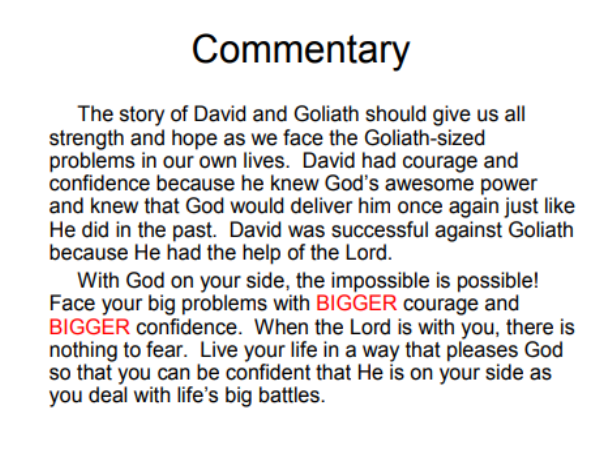 Commentary
The story of David and Goliath should give us all
strength and hope as we face the Goliath-sized
problems in our own lives.  David had courage and
confidence because he knew God's awesome power
and knew that God would deliver him once again just like
He did in the past.  David was successful against Goliath
because He had the help of the Lord.
With God on your side, the impossible is possible!
Face your big problems with BIGGER courage and
BIGGER confidence.  When the Lord is with you, there is
nothing to fear.  Live your life in a way that pleases God
so that you can be confident that He is on your side as
you deal with life's big battles.